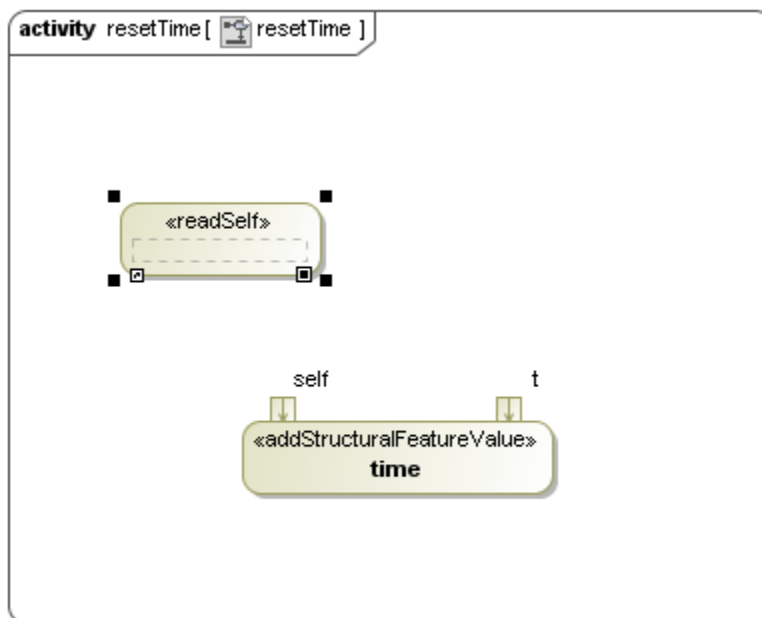 activity resetTime [ resetTime ]
«readSelf»
self t
«addStructuralFeatureValue»
time